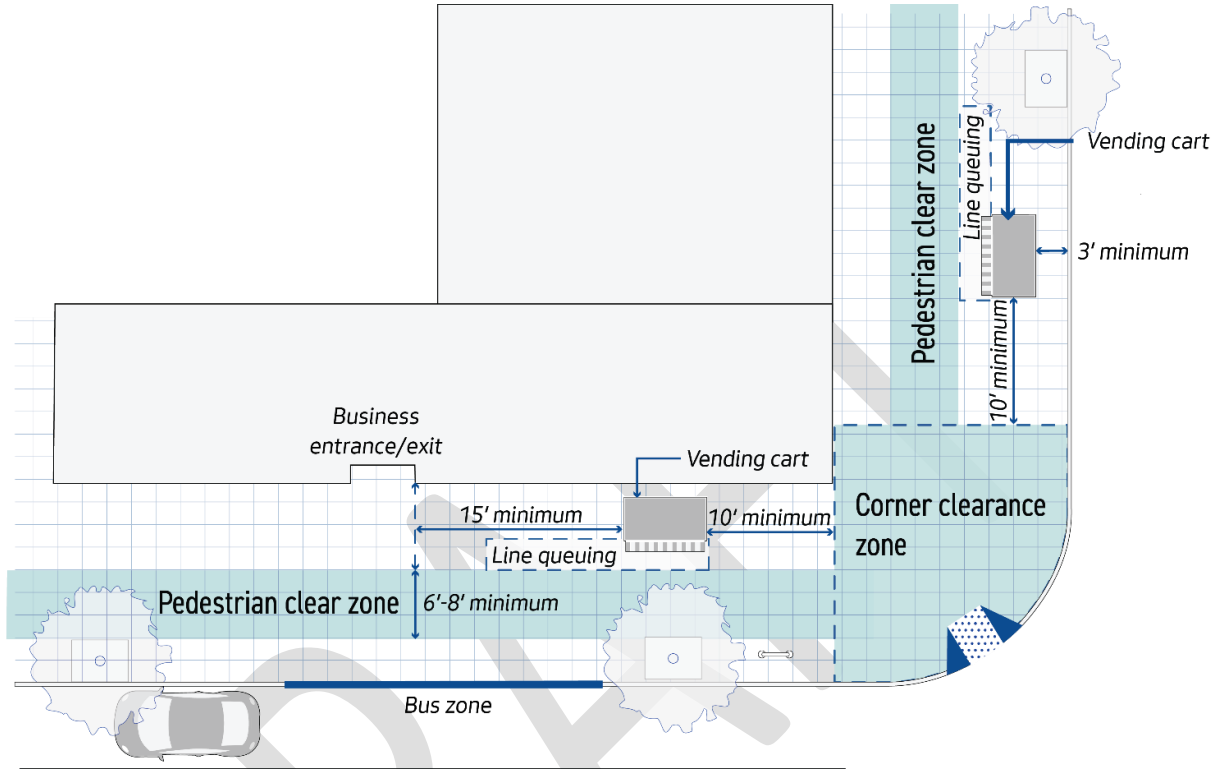 Vending cart
Pedestrian clear zone
Line queuing
3' minimum
10' minimum
Business
entrance/exit
Vending cart
15' minimum
10' minimum
Corner clearance
zone
Line queuing
Pedestrian clear zone
6'-8' minimum
Bus zone
DRAFT